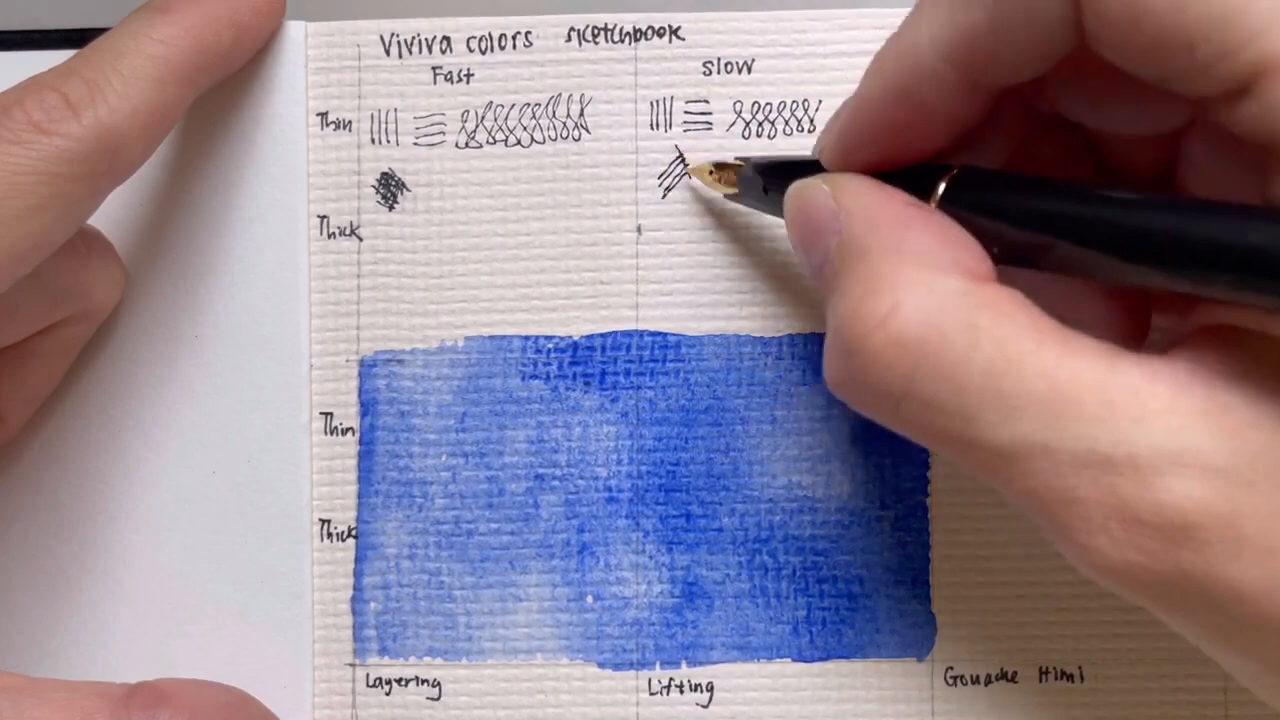 Viviva colors sketchbook
Fast slow
Thin
Thick
Thin
Thick
Layering Lifting Gouache Himi